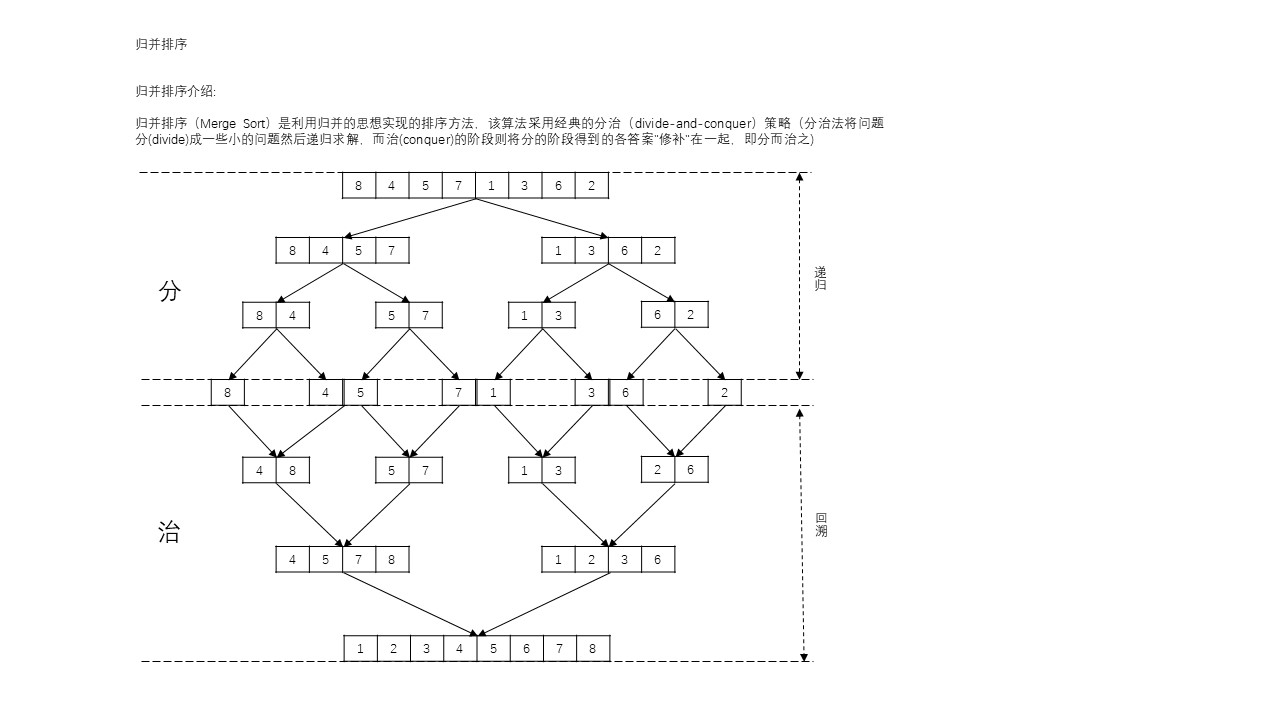 归并排序
归并排序介绍:
归并排序（Merge Sort）是利用归并的思想实现的排序方法，该算法采用经典的分治（divide-and-conquer）策略（分治法将问题
分(divide)成一些小的问题然后递归求解，而治(conquer)的阶段则将分的阶段得到的各答案"修补"在一起，即分而治之)
8 4 5 7 1 3 6 2
8 4 5 7 1 3 6 2
递
归
分
8 4 5 7 1 3 6 2
8 4 5 7 1 3 6 2
4 8 5 7 1 3 2 6
回
溯
治
4 5 7 8 1 2 3 6
1 2 3 4 5 6 7 8